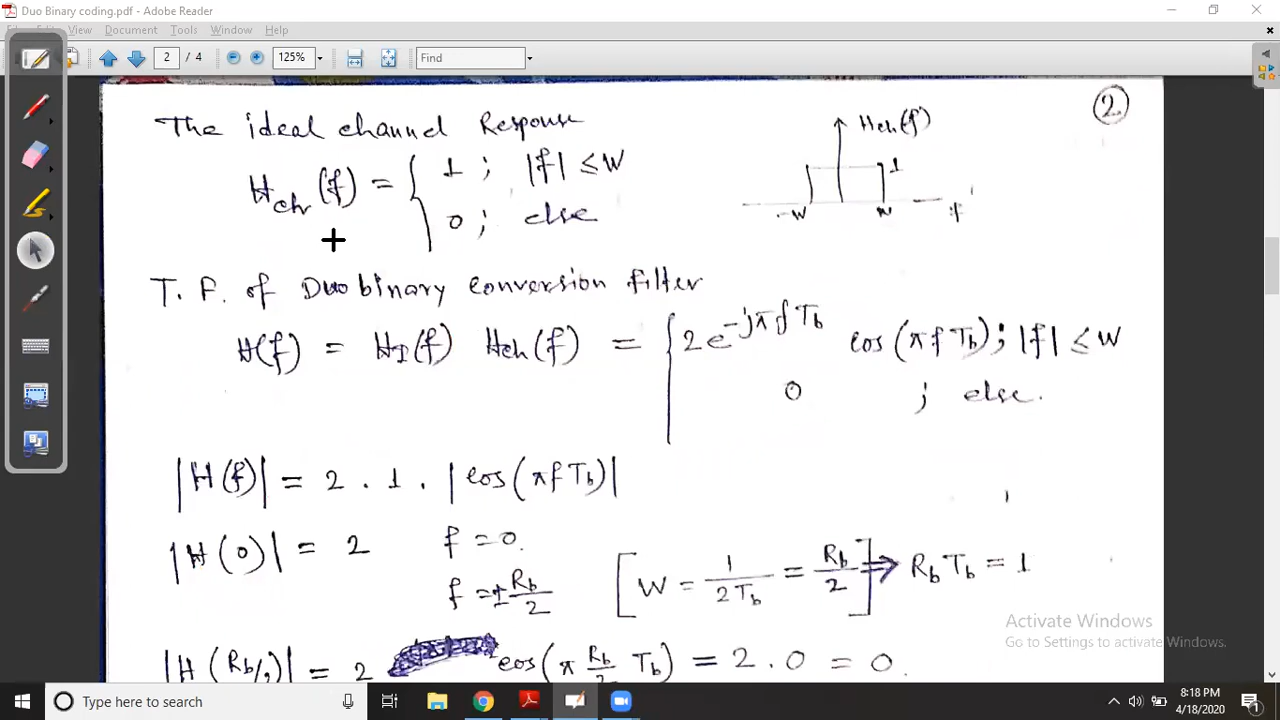 Duo Binary coding.pdf - Adobe Reader
View Document Tools Window Help
2 / 4 125% Find
2
The ideal channel Response
Hch(f) = { 1 ; |f| ≤ W
0 ; else
Hch(f)
1
-W W f
T. F. of Duobinary conversion filter
H(f) = HI(f) Hch(f) = { 2e^-jπfTb cos(πfTb); |f| ≤ W
0 ; else.
|H(f)| = 2 . 1 . |cos(πfTb)|
|H(0)| = 2 f = 0.
f = ± Rb/2 [W = 1/2Tb = Rb/2] ⇒ RbTb = 1
|H(Rb/2)| = 2 cos(π Rb/2 Tb) = 2.0 = 0.
Activate Windows
Go to Settings to activate Windows.
Type here to search
8:18 PM
4/18/2020
1